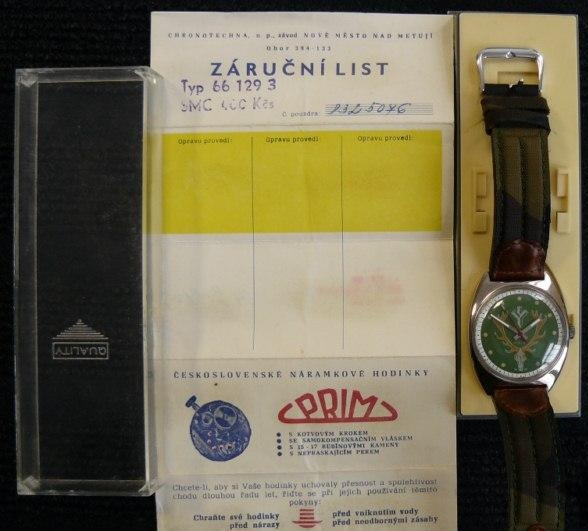 CHRONOTECHNA, n. p., závod NOVÉ MĚSTO NAD METUJÍ
Obor 394-133
ZÁRUČNÍ LIST
Typ 66 129 3
SMC 400 Kčs
Č. pouzdra
Opravu provedl: Opravu provedl: Opravu provedl:
ČESKOSLOVENSKÉ NÁRAMKOVÉ HODINKY
PRIM
S KOTVOVÝM KROKEM
SE SAMOKOMPENSAČNÍM VLÁSKEM
S 15 - 17 RUBÍNOVÝMI KAMENY
S NEPRASKAJÍCÍM PEREM
Chcete-li, aby si Vaše hodinky uchovaly přesnost a spolehlivost
chodu dlouhou řadu let, řiďte se při jejich používání těmito
pokyny:
Chraňte své hodinky před vniknutím vody
před nárazy před neodbornými zásahy
QUALITY